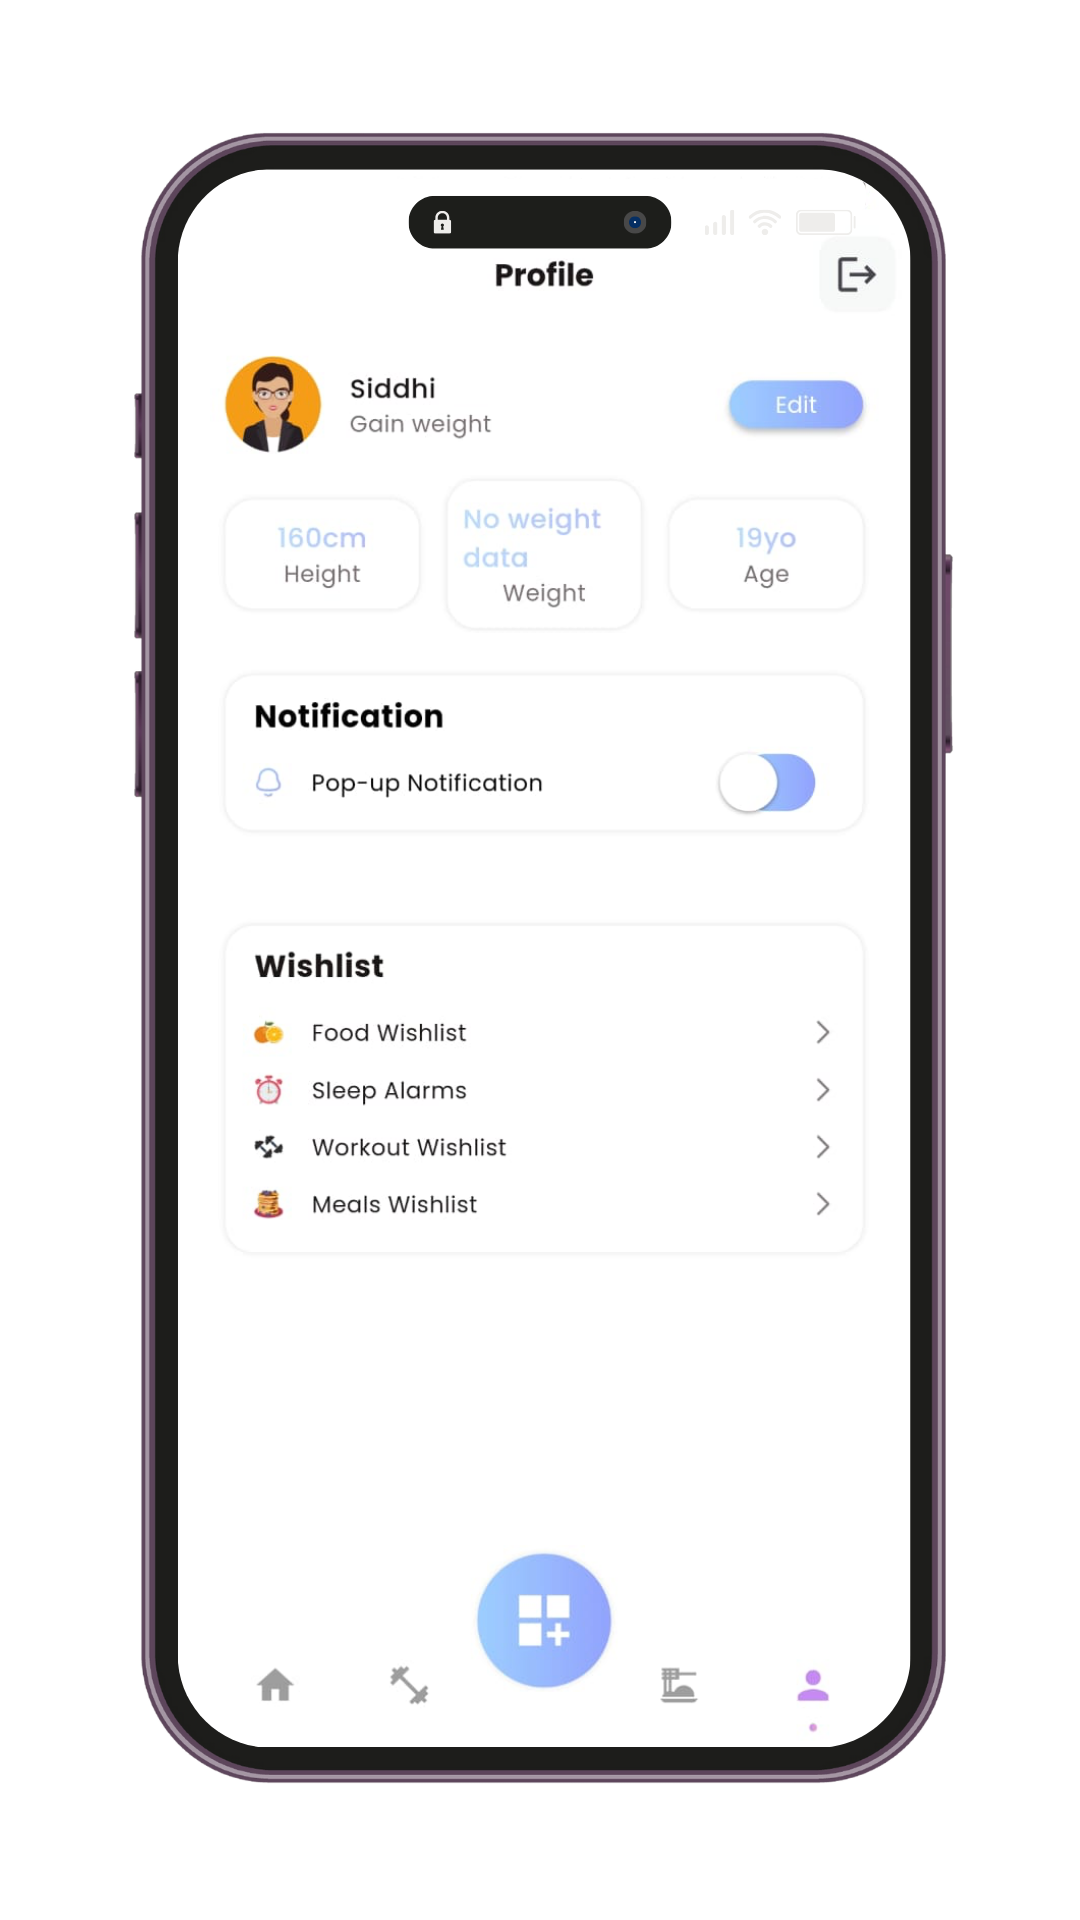 Profile
Siddhi
Gain weight
Edit
160cm
Height
No weight
data
Weight
19yo
Age
Notification
Pop-up Notification
Wishlist
Food Wishlist
Sleep Alarms
Workout Wishlist
Meals Wishlist